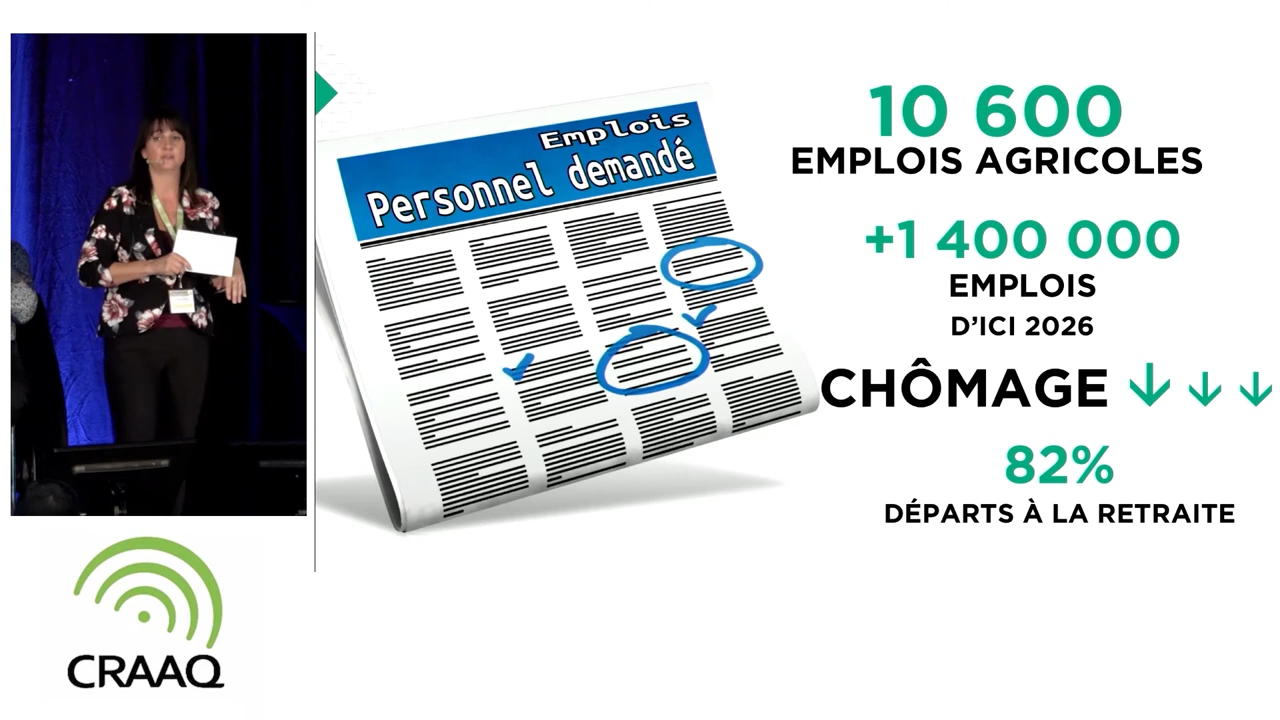 Emplois
Personnel demandé
10 600
EMPLOIS AGRICOLES
+1 400 000
EMPLOIS
D'ICI 2026
CHÔMAGE
82%
DÉPARTS À LA RETRAITE
CRAAQ